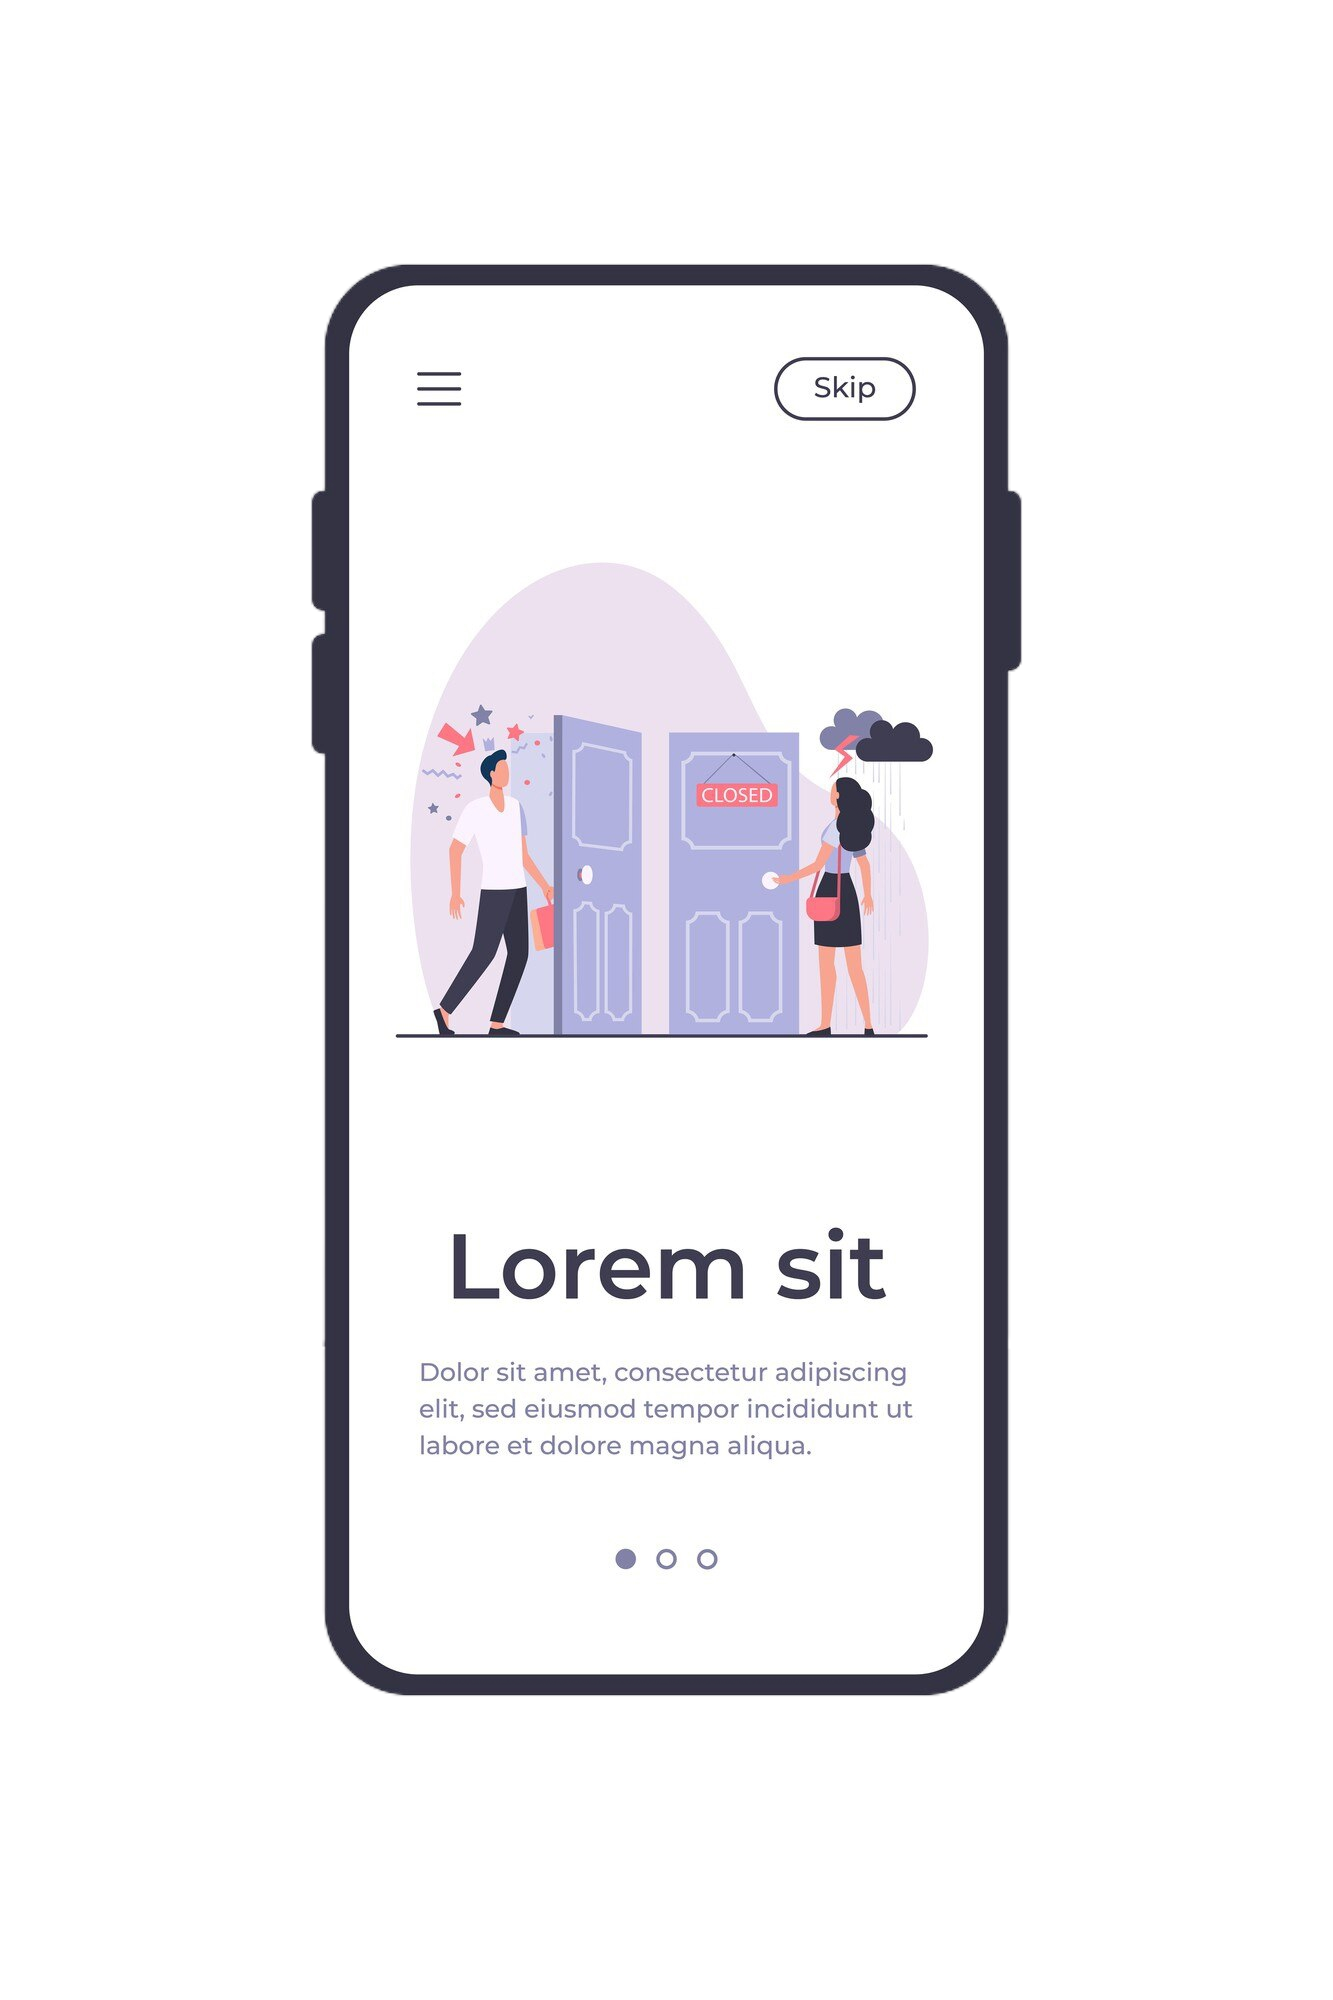 Skip
CLOSED
Lorem sit
Dolor sit amet, consectetur adipiscing
elit, sed eiusmod tempor incididunt ut
labore et dolore magna aliqua.